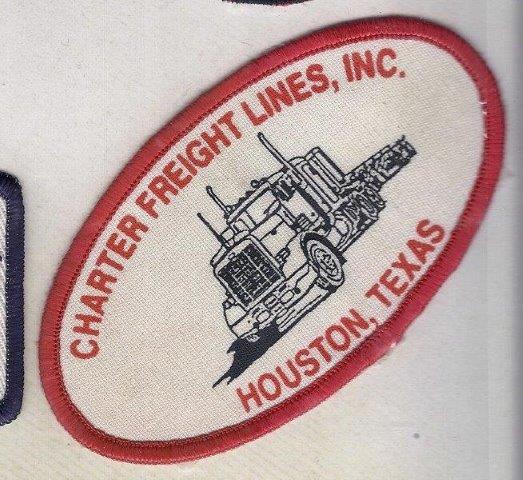 CHARTER FREIGHT LINES, INC.
HOUSTON, TEXAS